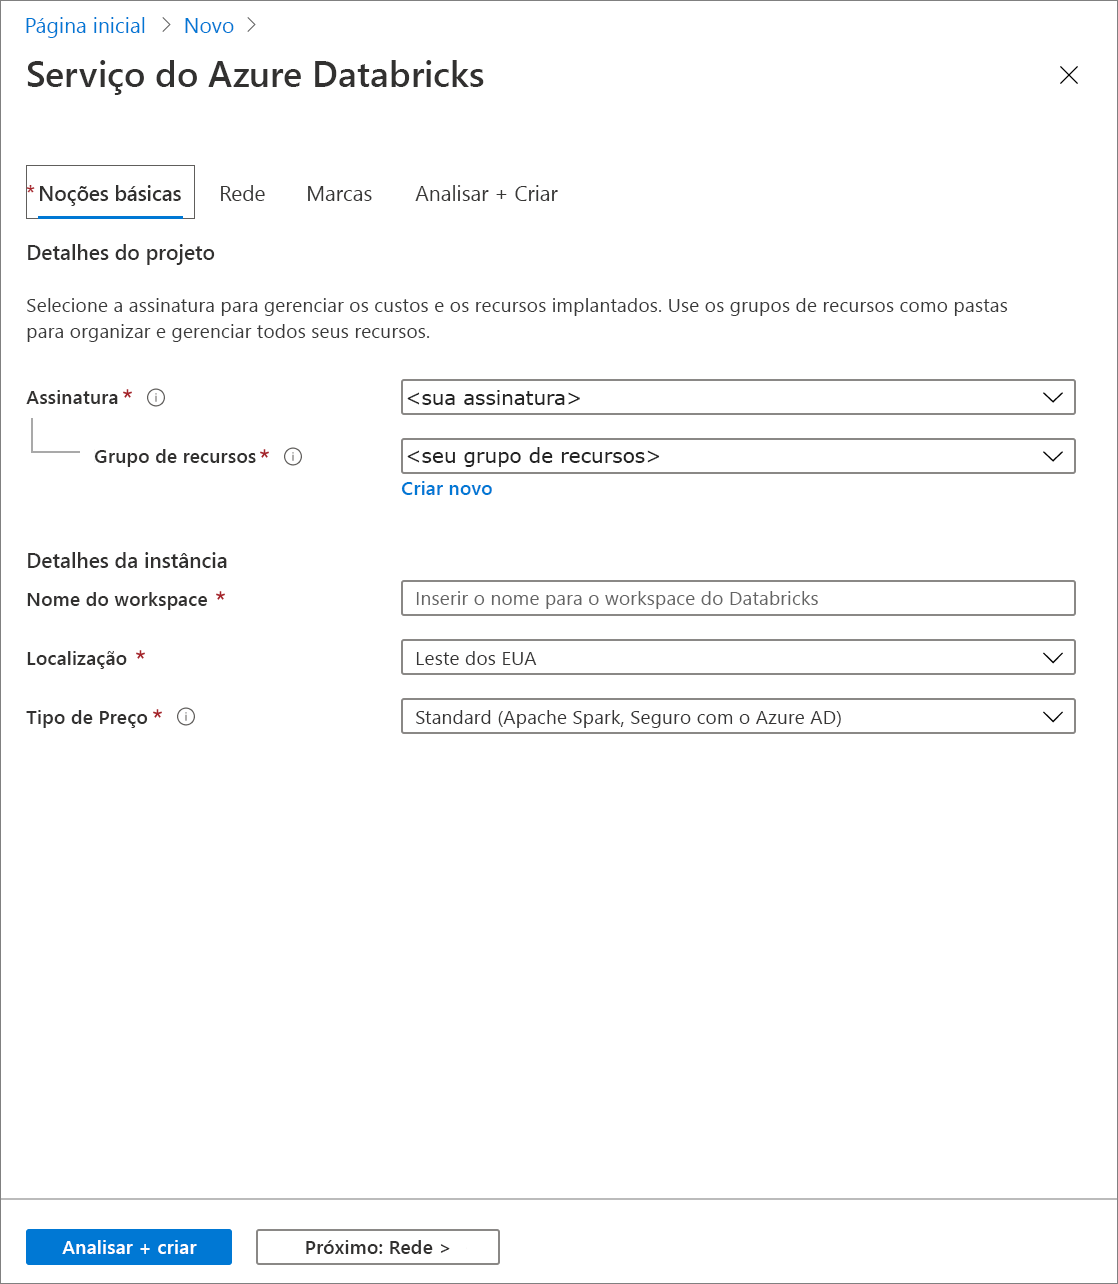 Página inicial > Novo >
Serviço do Azure Databricks
* Noções básicas Rede Marcas Analisar + Criar
Detalhes do projeto
Selecione a assinatura para gerenciar os custos e os recursos implantados. Use os grupos de recursos como pastas
para organizar e gerenciar todos seus recursos.
Assinatura * <sua assinatura>
Grupo de recursos * <seu grupo de recursos>
Criar novo
Detalhes da instância
Nome do workspace * Inserir o nome para o workspace do Databricks
Localização * Leste dos EUA
Tipo de Preço * Standard (Apache Spark, Seguro com o Azure AD)
Analisar + criar Próximo: Rede >